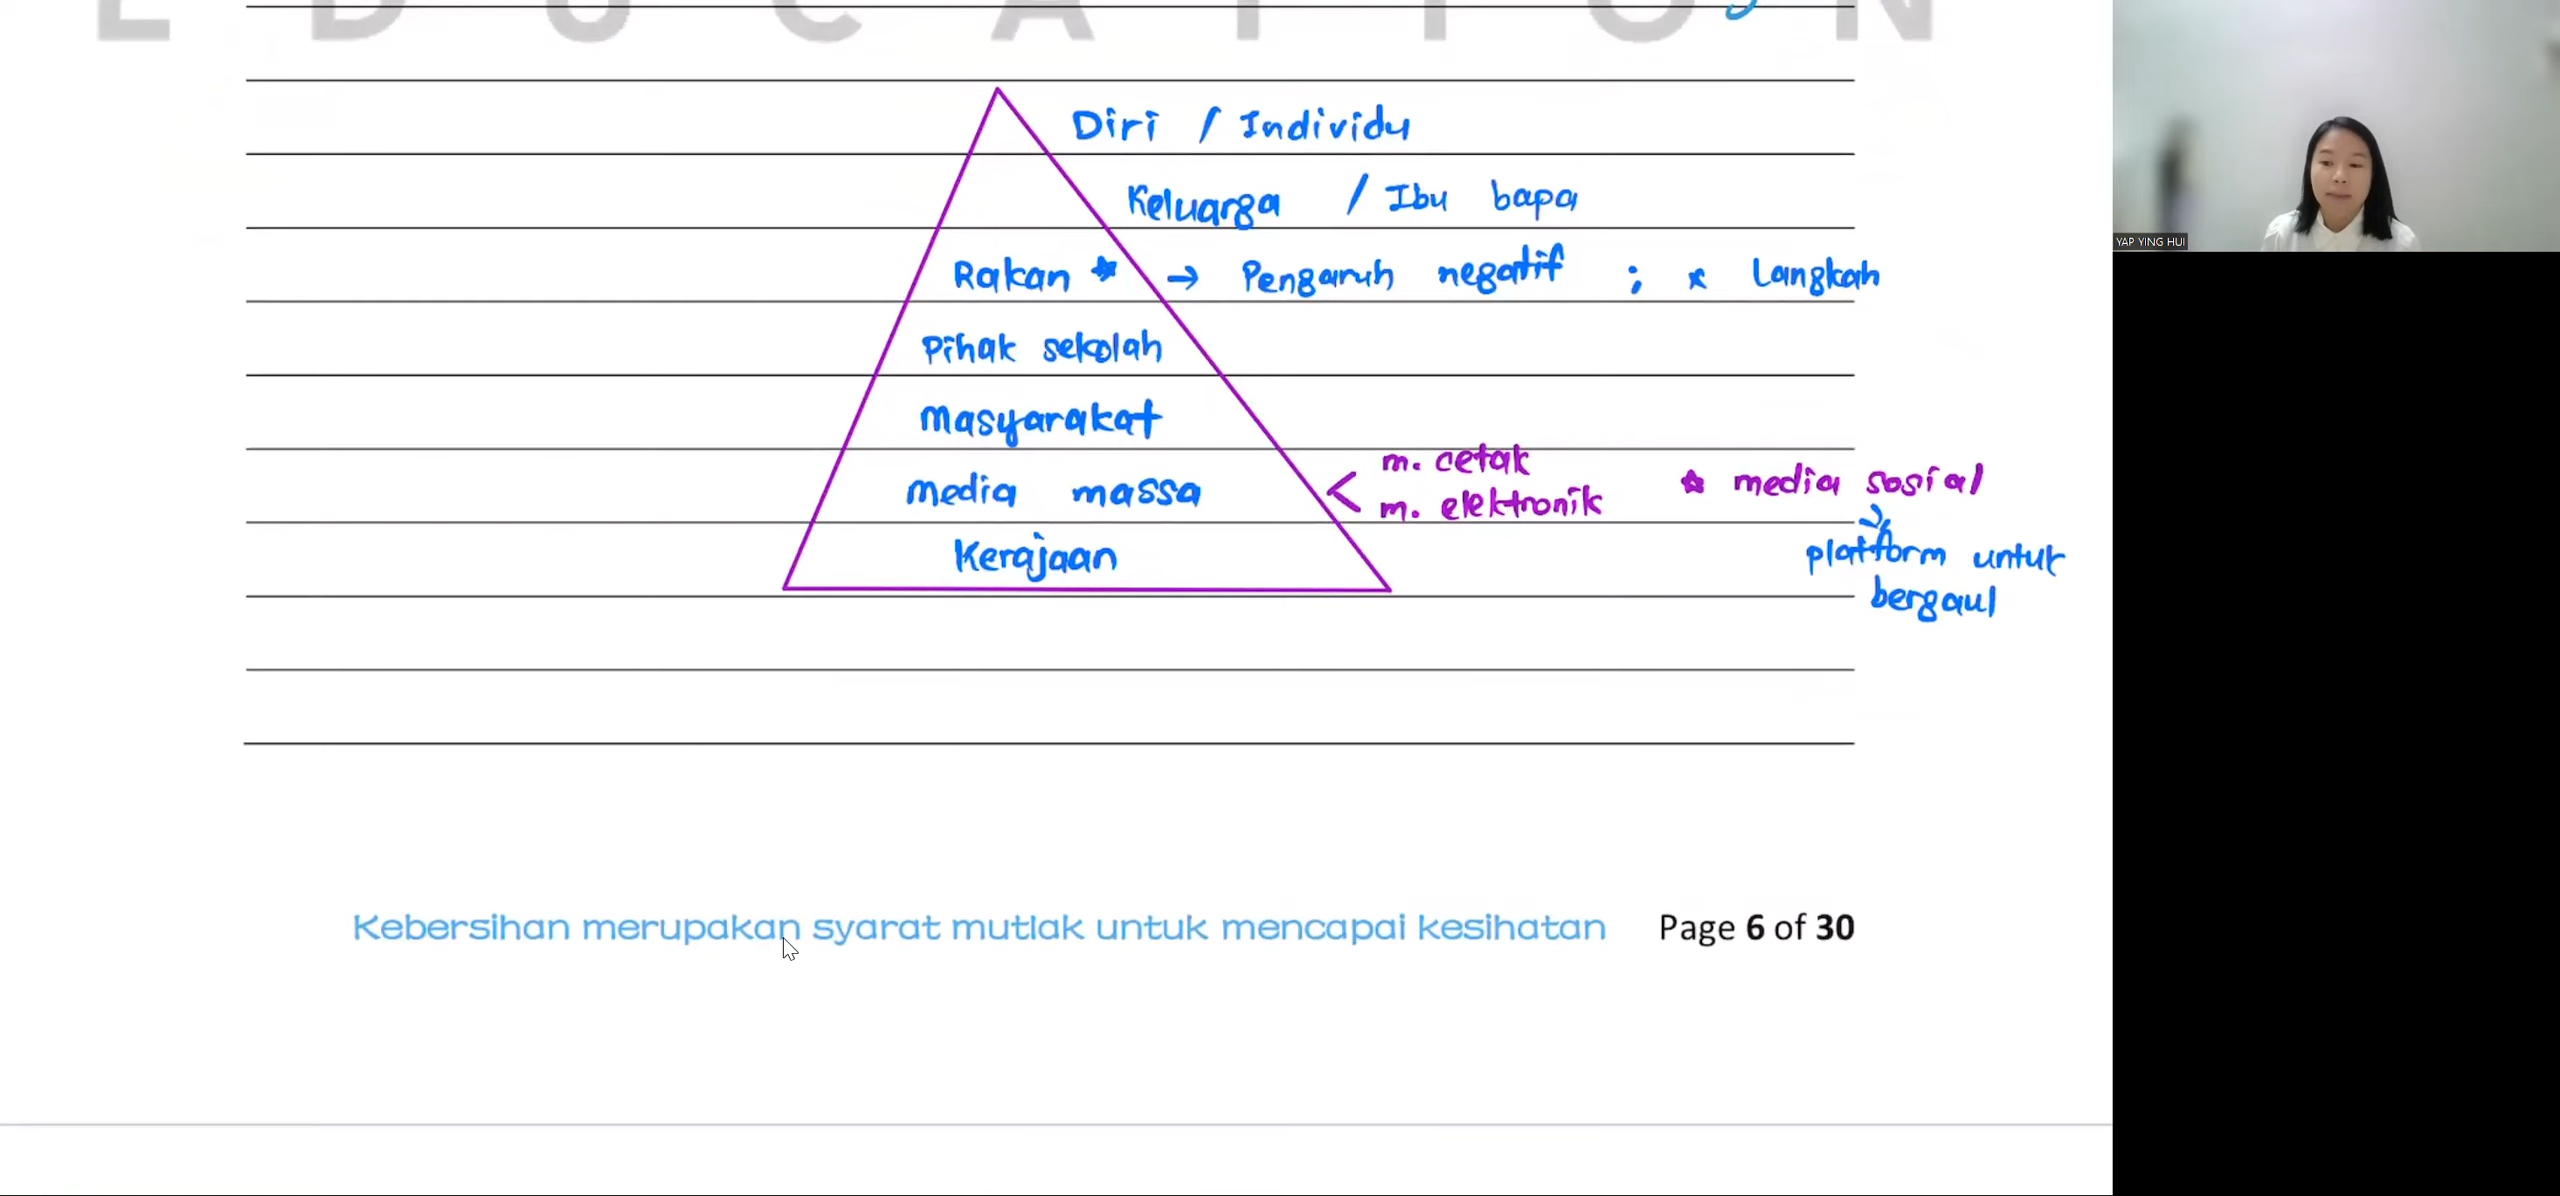 EDUCATION
Diri / Individu
Keluarga / Ibu bapa
Rakan * → Pengaruh negatif ; x Langkah
Pihak sekolah
Masyarakat
Media massa < m. cetak
m. elektronik
* media sosial
platform untuk
bergaul
Kerajaan
Kebersihan merupakan syarat mutlak untuk mencapai kesihatan Page 6 of 30
YAP YING HUI